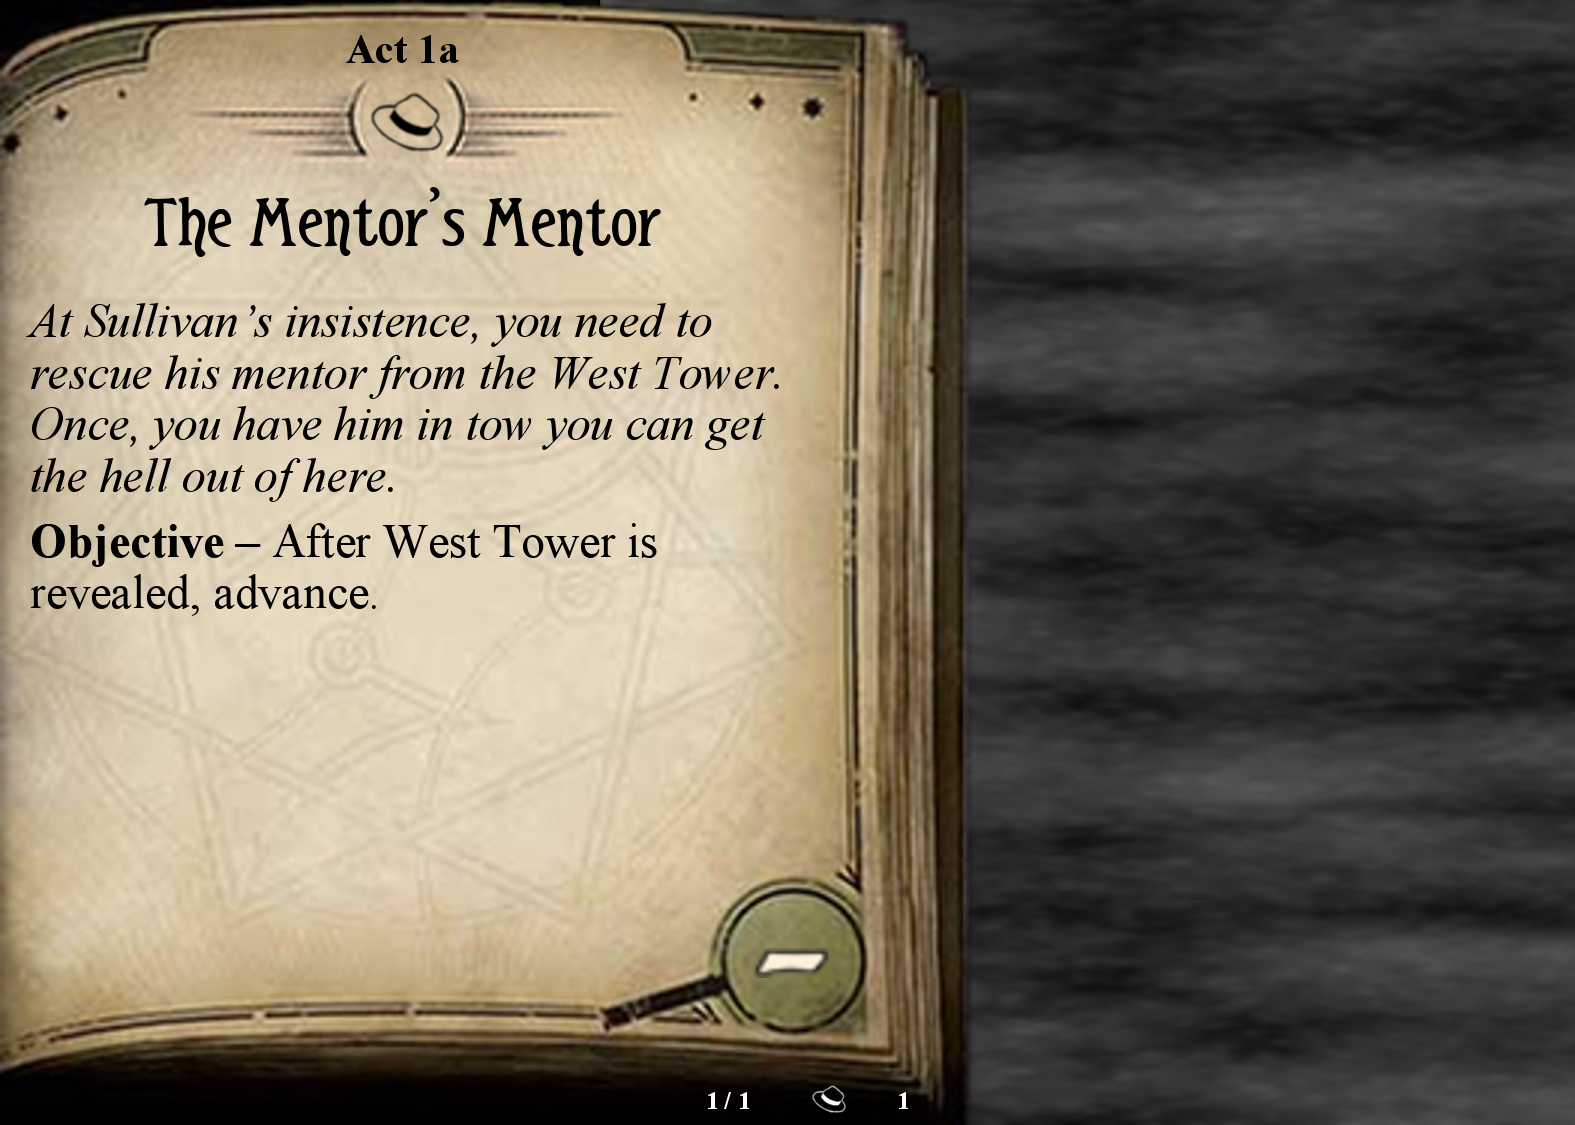 Act 1a
The Mentor’s Mentor
At Sullivan’s insistence, you need to
rescue his mentor from the West Tower.
Once, you have him in tow you can get
the hell out of here.
Objective – After West Tower is
revealed, advance.
–
1 / 1 1